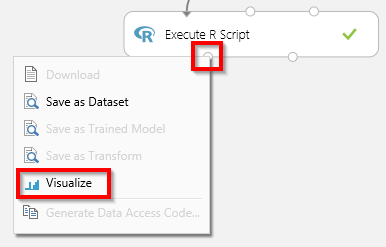 Execute R Script
Download
Save as Dataset
Save as Trained Model
Save as Transform
Visualize
Generate Data Access Code...